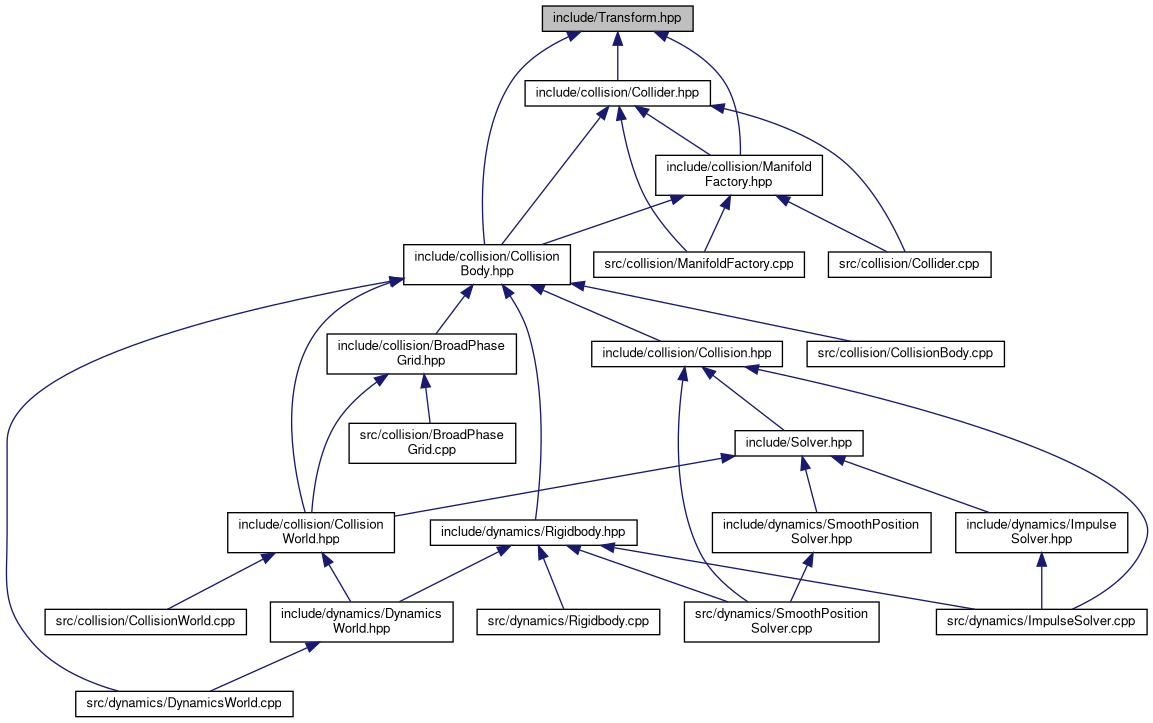 include/Transform.hpp
include/collision/Collider.hpp
include/collision/Manifold
Factory.hpp
include/collision/Collision
Body.hpp
src/collision/ManifoldFactory.cpp
src/collision/Collider.cpp
include/collision/BroadPhase
Grid.hpp
include/collision/Collision.hpp
src/collision/CollisionBody.cpp
src/collision/BroadPhase
Grid.cpp
include/Solver.hpp
include/collision/Collision
World.hpp
include/dynamics/Rigidbody.hpp
include/dynamics/SmoothPosition
Solver.hpp
include/dynamics/Impulse
Solver.hpp
src/collision/CollisionWorld.cpp
include/dynamics/Dynamics
World.hpp
src/dynamics/Rigidbody.cpp
src/dynamics/SmoothPosition
Solver.cpp
src/dynamics/ImpulseSolver.cpp
src/dynamics/DynamicsWorld.cpp